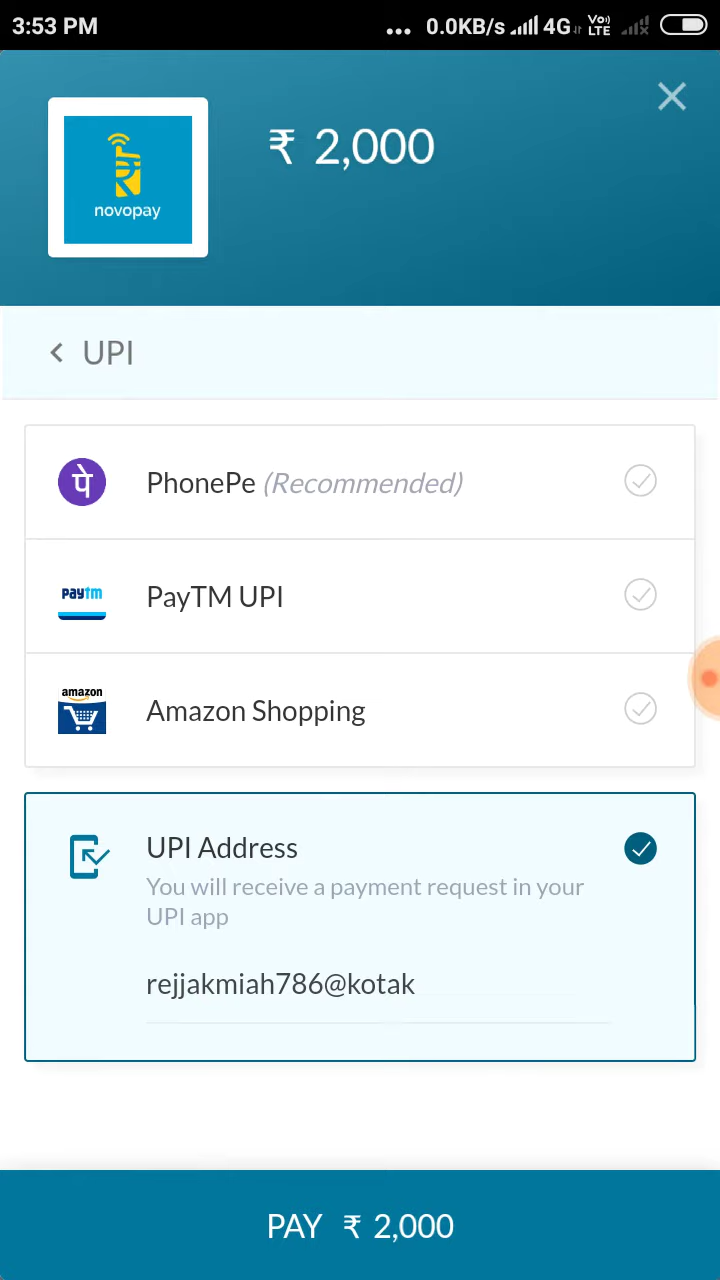 3:53 PM ... 0.0KB/s 4G Vo)) LTE
₹ 2,000
novopay
UPI
पे PhonePe (Recommended)
paytm PayTM UPI
amazon
Amazon Shopping
UPI Address
You will receive a payment request in your
UPI app
rejjakmiah786@kotak
PAY ₹ 2,000